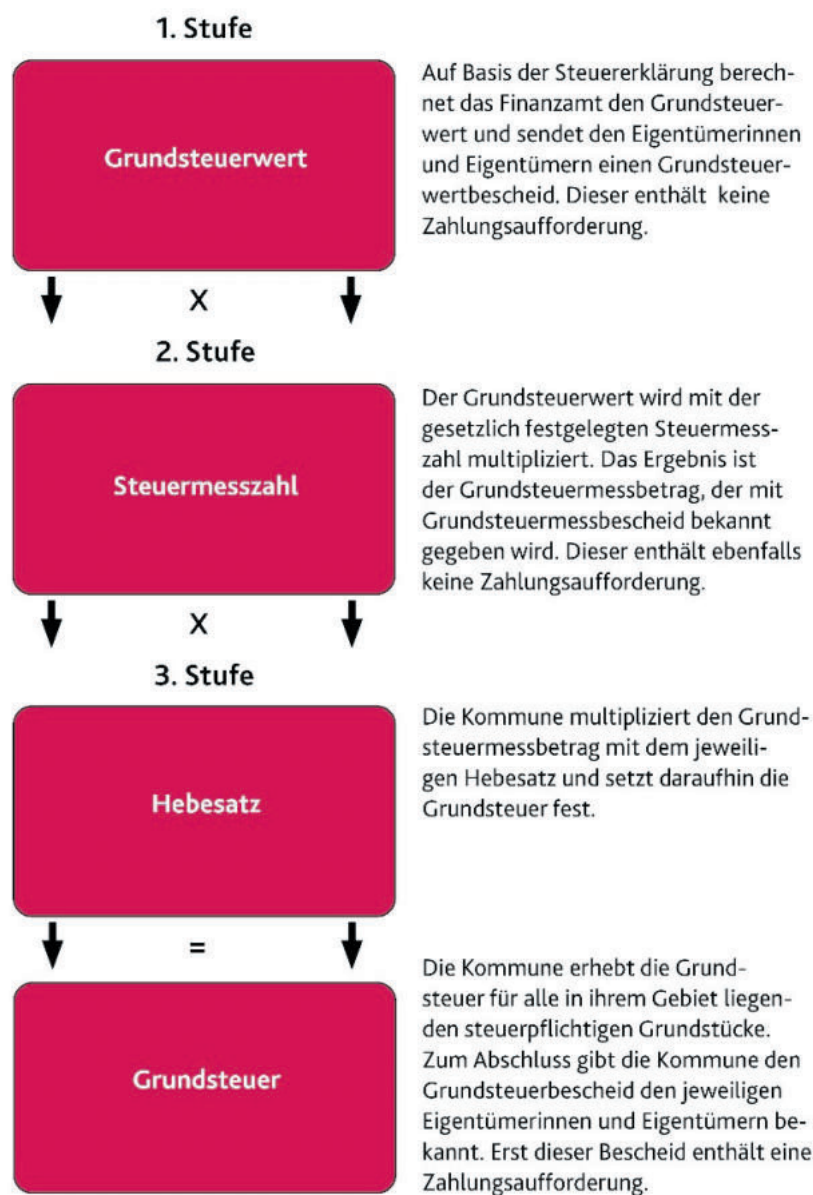 1. Stufe
Grundsteuerwert
Auf Basis der Steuererklärung berech-
net das Finanzamt den Grundsteuer-
wert und sendet den Eigentümerinnen
und Eigentümern einen Grundsteuer-
wertbescheid. Dieser enthält keine
Zahlungsaufforderung.
X
2. Stufe
Steuermesszahl
Der Grundsteuerwert wird mit der
gesetzlich festgelegten Steuermess-
zahl multipliziert. Das Ergebnis ist
der Grundsteuermessbetrag, der mit
Grundsteuermessbescheid bekannt
gegeben wird. Dieser enthält ebenfalls
keine Zahlungsaufforderung.
X
3. Stufe
Hebesatz
Die Kommune multipliziert den Grund-
steuermessbetrag mit dem jeweili-
gen Hebesatz und setzt daraufhin die
Grundsteuer fest.
=
Grundsteuer
Die Kommune erhebt die Grund-
steuer für alle in ihrem Gebiet liegen-
den steuerpflichtigen Grundstücke.
Zum Abschluss gibt die Kommune den
Grundsteuerbescheid den jeweiligen
Eigentümerinnen und Eigentümern be-
kannt. Erst dieser Bescheid enthält eine
Zahlungsaufforderung.